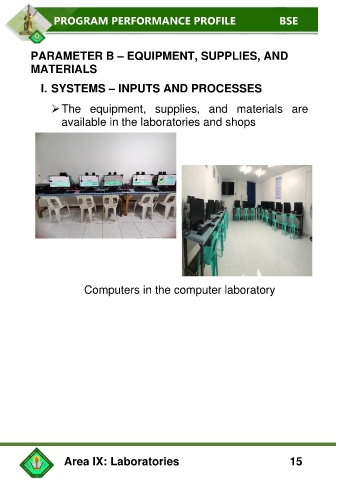 PROGRAM PERFORMANCE PROFILE BSE
PARAMETER B – EQUIPMENT, SUPPLIES, AND
MATERIALS
I. SYSTEMS – INPUTS AND PROCESSES
➢ The equipment, supplies, and materials are
available in the laboratories and shops
Computers in the computer laboratory
Area IX: Laboratories 15